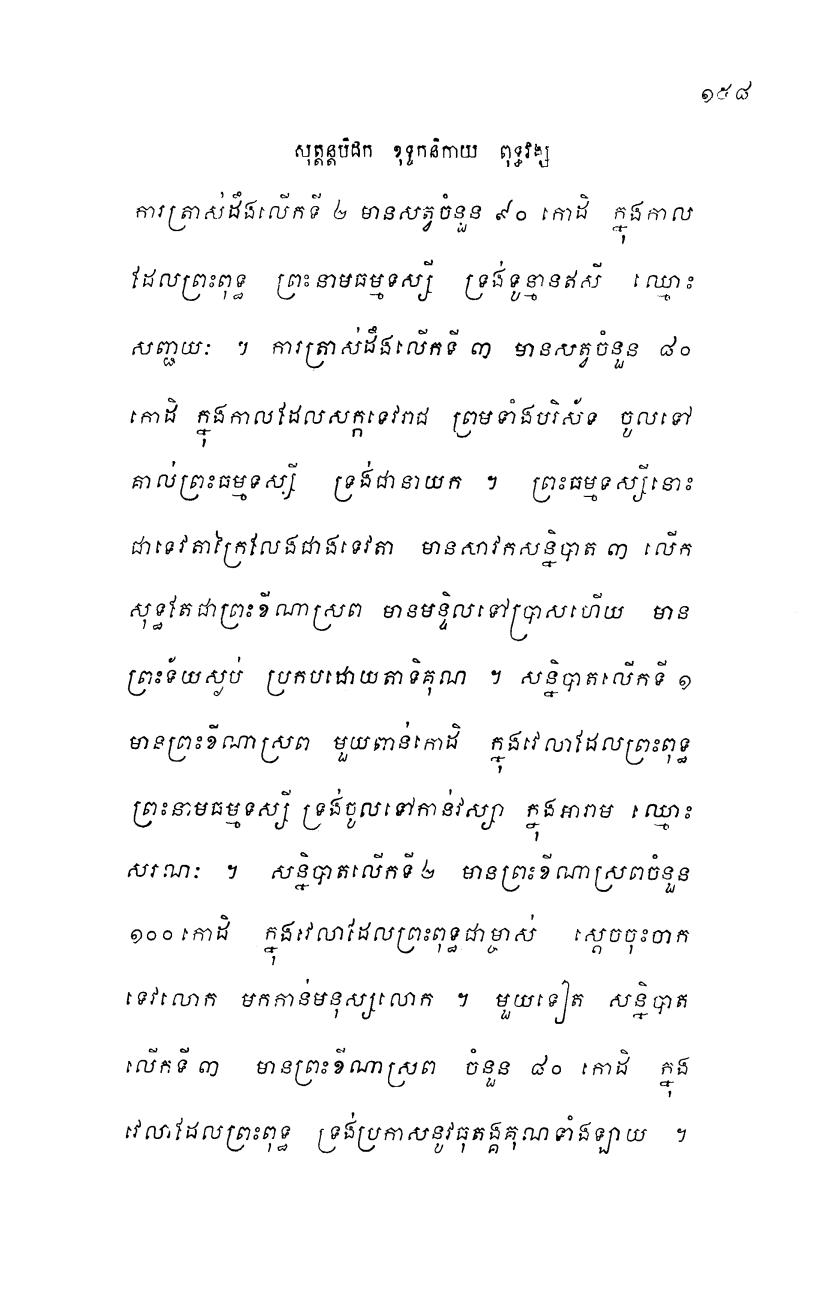 ១៥៨
សុត្តន្តបិដក ខុទ្ទកនិកាយ ពុទ្ធវង្ស
ការត្រាស់ដឹងលើកទី ២ មានសត្វចំនួន ៩០ កោដិ ក្នុងកាល
ដែលព្រះពុទ្ធ ព្រះនាមធម្មទស្សី ទ្រង់ទូន្មានឥសី ឈ្មោះ
សញ្ជយៈ ។ ការត្រាស់ដឹងលើកទី ៣ មានសត្វចំនួន ៨០
កោដិ ក្នុងកាលដែលសក្កទេវរាជ ព្រមទាំងបរិស័ទ ចូលទៅ
គាល់ព្រះធម្មទស្សី ទ្រង់ជានាយក ។ ព្រះធម្មទស្សីនោះ
ជាទេវតាក្រៃលែងជាងទេវតា មានសាវកសន្និបាត ៣ លើក
សុទ្ធតែជាព្រះខីណាស្រព មានមន្ទិលទៅប្រាសហើយ មាន
ព្រះទ័យស្ងប់ ប្រកបដោយតាទិគុណ ។ សន្និបាតលើកទី ១
មានព្រះខីណាស្រព មួយពាន់កោដិ ក្នុងវេលាដែលព្រះពុទ្ធ
ព្រះនាមធម្មទស្សី ទ្រង់ចូលទៅកាន់វស្សា ក្នុងអារាម ឈ្មោះ
សរណៈ ។ សន្និបាតលើកទី ២ មានព្រះខីណាស្រពចំនួន
១០០ កោដិ ក្នុងវេលាដែលព្រះពុទ្ធជាម្ចាស់ ស្តេចចុះចាក
ទេវលោក មកកាន់មនុស្សលោក ។ មួយទៀត សន្និបាត
លើកទី ៣ មានព្រះខីណាស្រព ចំនួន ៨០ កោដិ ក្នុង
វេលាដែលព្រះពុទ្ធ ទ្រង់ប្រកាសនូវធុតង្គគុណទាំងឡាយ ។